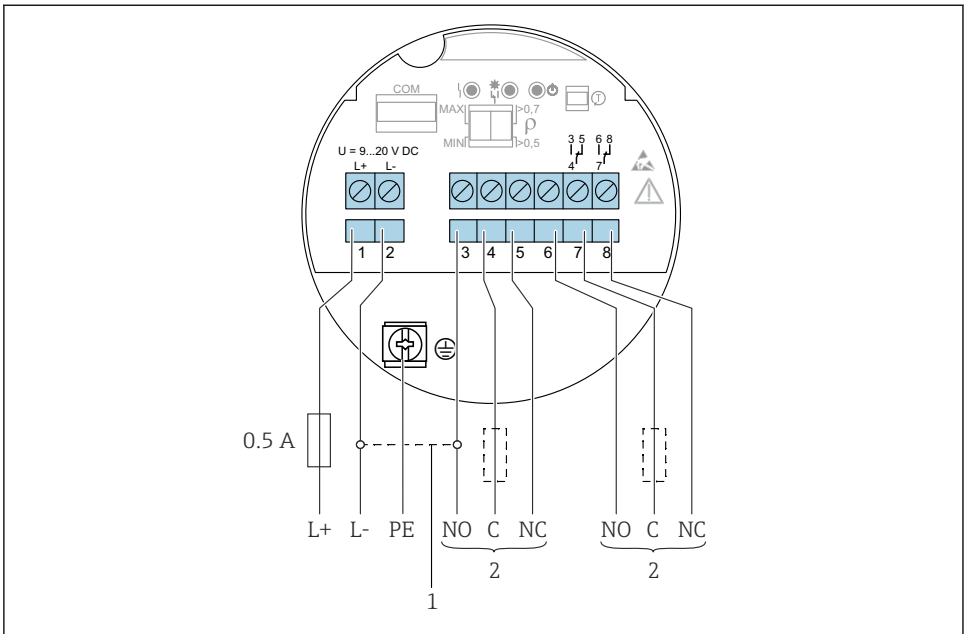 COM
MAX >0,7
ρ
MIN >0,5
T
U = 9...20 V DC
L+ L-
3 5 6 8
4 7
1 2 3 4 5 6 7 8
0.5 A
L+ L- PE NO C NC NO C NC
2 2
1